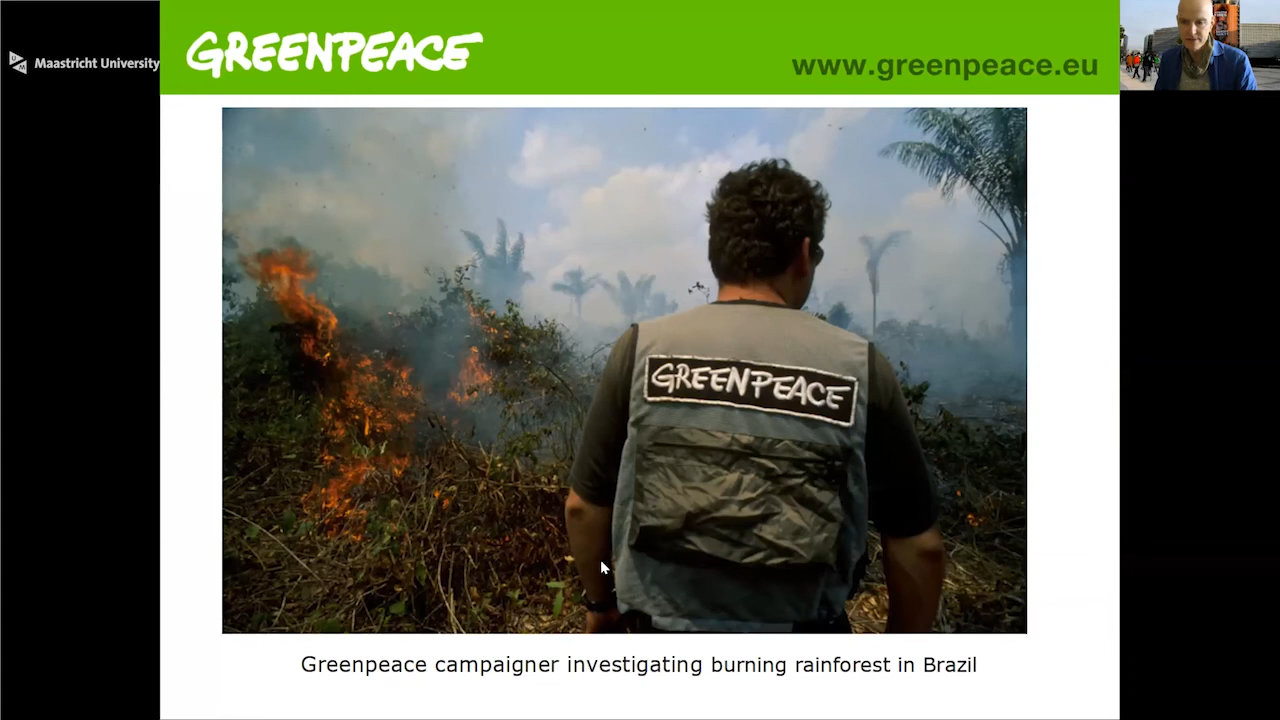 Maastricht University
GREENPEACE
www.greenpeace.eu
GREENPEACE
Greenpeace campaigner investigating burning rainforest in Brazil